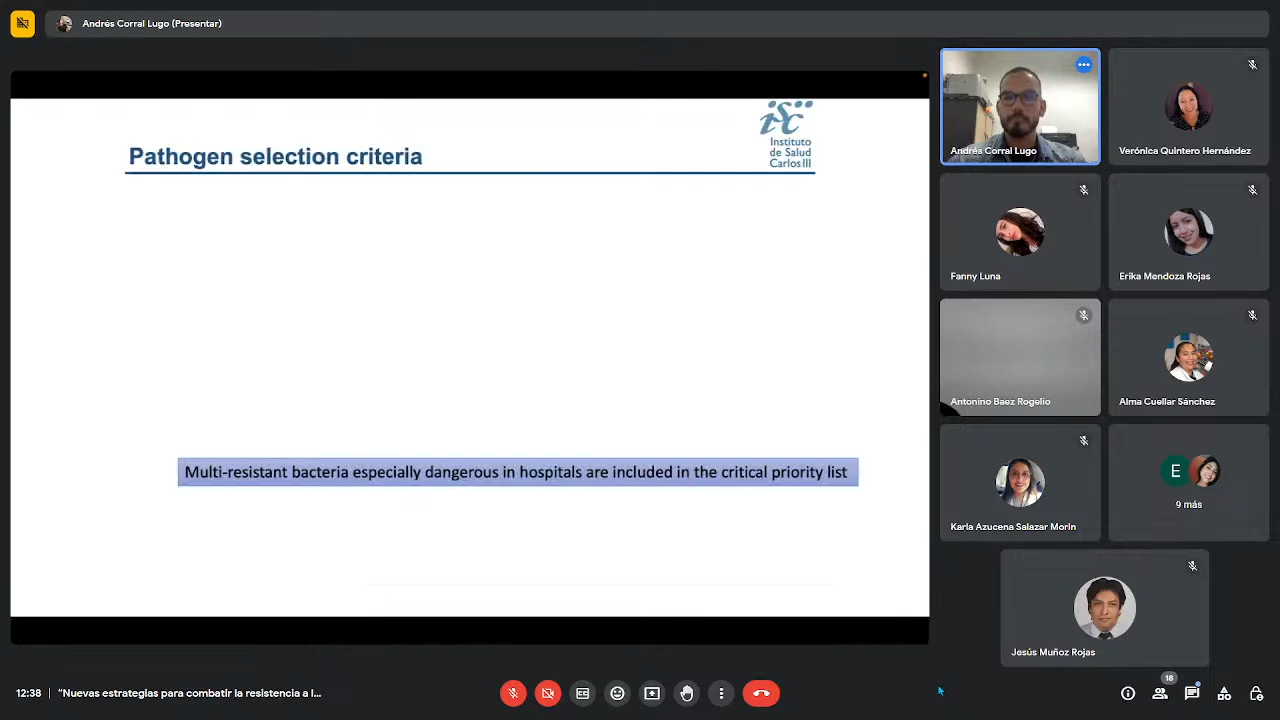 Andrés Corral Lugo (Presentar)
Pathogen selection criteria
isc
Instituto
de Salud
Carlos III
Multi-resistant bacteria especially dangerous in hospitals are included in the critical priority list
Andrés Corral Lugo
Verónica Quintero Hernández
Fanny Luna
Erika Mendoza Rojas
Antonino Baez Rogelio
Alma Cuellar Sánchez
Karla Azucena Salazar Morín
E
9 más
Jesús Muñoz Rojas
12:38 | "Nuevas estrategias para combatir la resistencia a l...
18